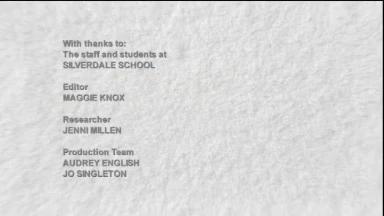 With thanks to:
The staff and students at
SILVERDALE SCHOOL
Editor
MAGGIE KNOX
Researcher
JENNI MILLEN
Production Team
AUDREY ENGLISH
JO SINGLETON